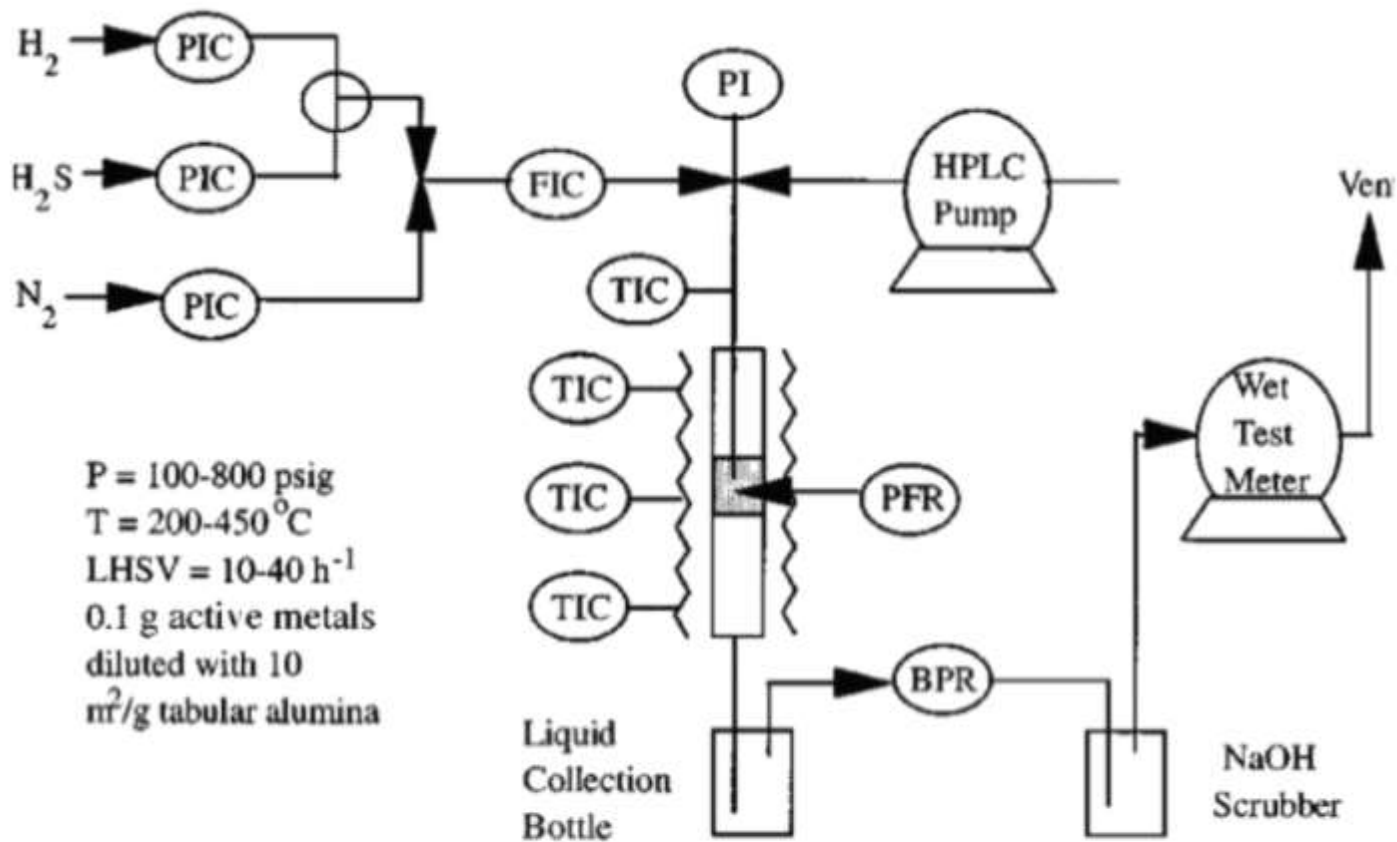 H₂
PIC
H₂S
PIC
N₂
PIC
FIC
PI
HPLC
Pump
TIC
TIC
TIC
TIC
PFR
P = 100-800 psig
T = 200-450 °C
LHSV = 10-40 h⁻¹
0.1 g active metals
diluted with 10
m²/g tabular alumina
Wet
Test
Meter
Ven
BPR
Liquid
Collection
Bottle
NaOH
Scrubber